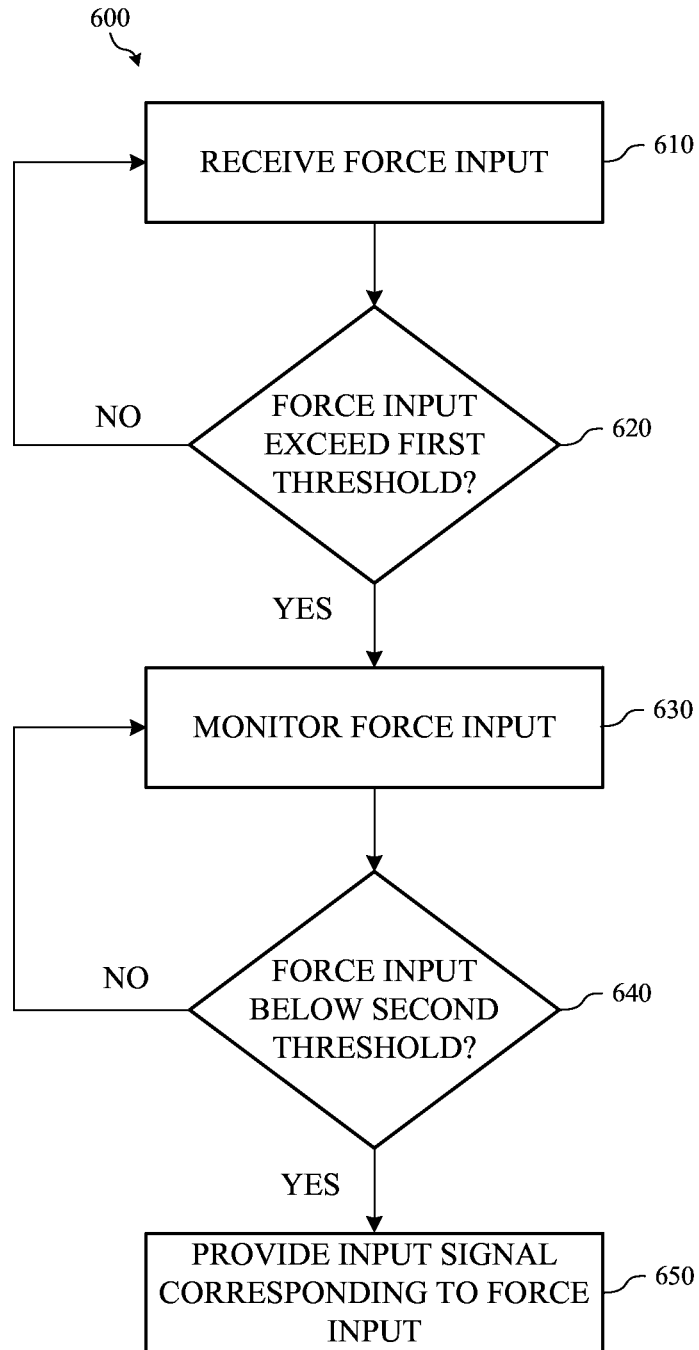 600
RECEIVE FORCE INPUT
610
FORCE INPUT
EXCEED FIRST
THRESHOLD?
620
NO
YES
MONITOR FORCE INPUT
630
FORCE INPUT
BELOW SECOND
THRESHOLD?
640
NO
YES
PROVIDE INPUT SIGNAL
CORRESPONDING TO FORCE
INPUT
650